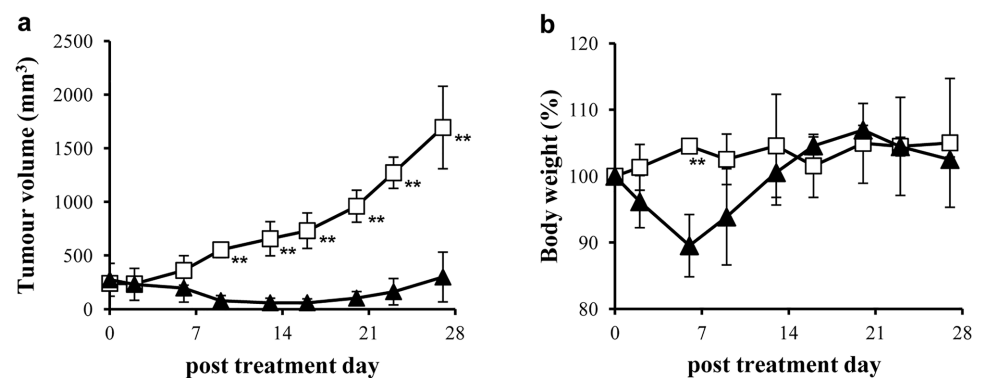 a
Tumour volume (mm³)
2500
2000
1500
1000
500
0
**
**
**
**
**
**
0 7 14 21 28
post treatment day
b
Body weight (%)
120
110
100
90
80
**
0 7 14 21 28
post treatment day